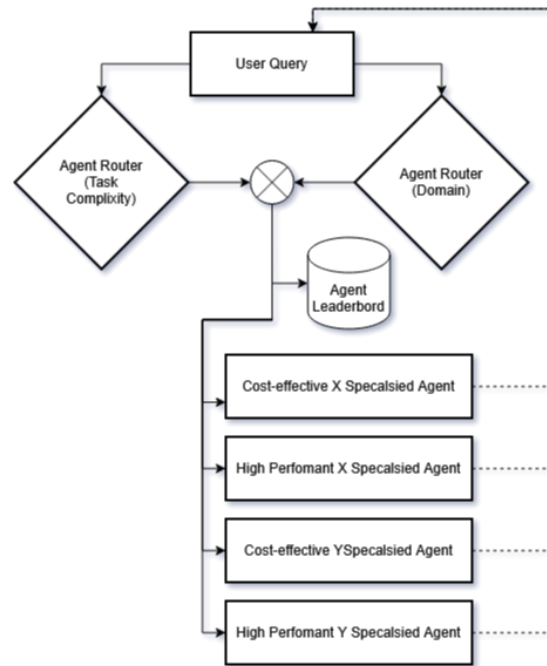 User Query
Agent Router
(Task
Complixity)
Agent Router
(Domain)
Agent
Leaderbord
Cost-effective X Specalsied Agent
High Perfomant X Specalsied Agent
Cost-effective YSpecalsied Agent
High Perfomant Y Specalsied Agent